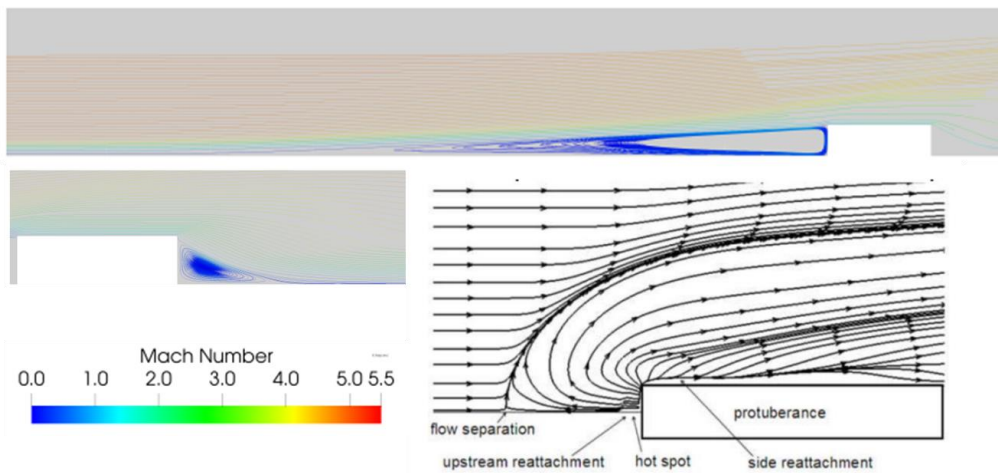 Mach Number
0.0 1.0 2.0 3.0 4.0 5.0 5.5
protuberance
flow separation
upstream reattachment hot spot side reattachment